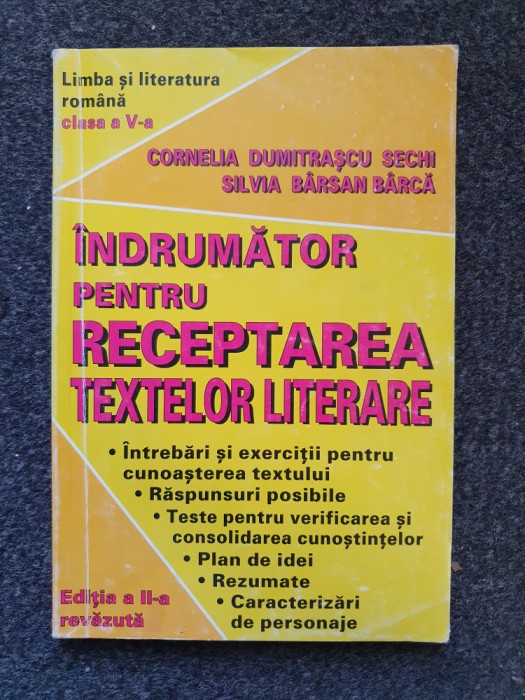 Limba și literatura
română
clasa a V-a
CORNELIA DUMITRAȘCU SECHI
SILVIA BÂRSAN BÂRCĂ
ÎNDRUMĂTOR
PENTRU
RECEPTAREA
TEXTELOR LITERARE
• Întrebări și exerciții pentru
cunoașterea textului
• Răspunsuri posibile
• Teste pentru verificarea și
consolidarea cunoștințelor
• Plan de idei
• Rezumate
• Caracterizări
de personaje
Ediția a II-a
revăzută